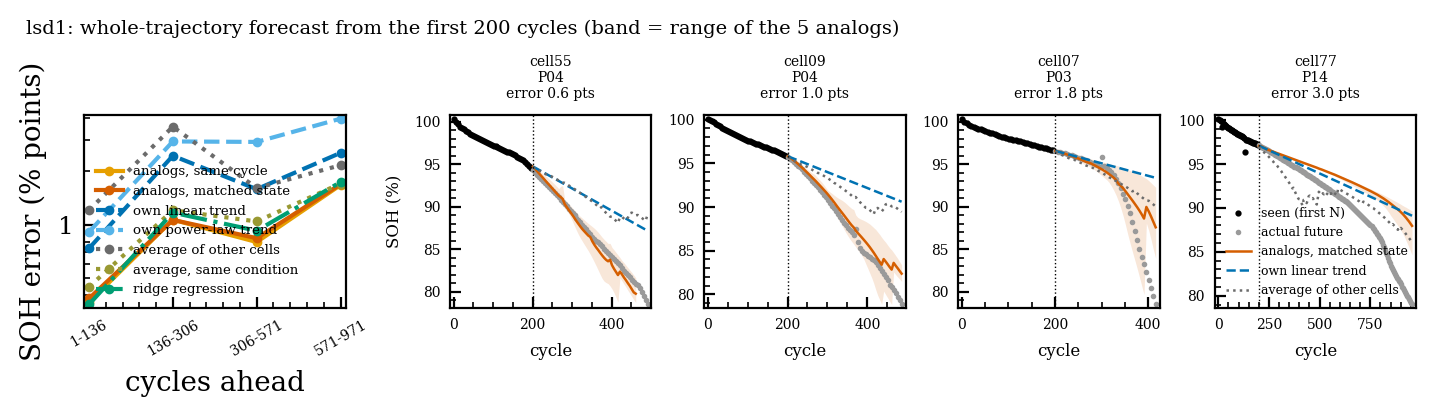 lsd1: whole-trajectory forecast from the first 200 cycles (band = range of the 5 analogs)
SOH error (% points)
1
analogs, same cycle
analogs, matched state
own linear trend
own power-law trend
average of other cells
average, same condition
ridge regression
1-136
136-306
306-571
571-971
cycles ahead
cell55
P04
error 0.6 pts
SOH (%)
100
95
90
85
80
0
200
400
cycle
cell09
P04
error 1.0 pts
100
95
90
85
80
0
200
400
cycle
cell07
P03
error 1.8 pts
100
95
90
85
80
0
200
400
cycle
cell77
P14
error 3.0 pts
100
95
90
85
80
seen (first N)
actual future
analogs, matched state
own linear trend
average of other cells
0
250
500
750
cycle